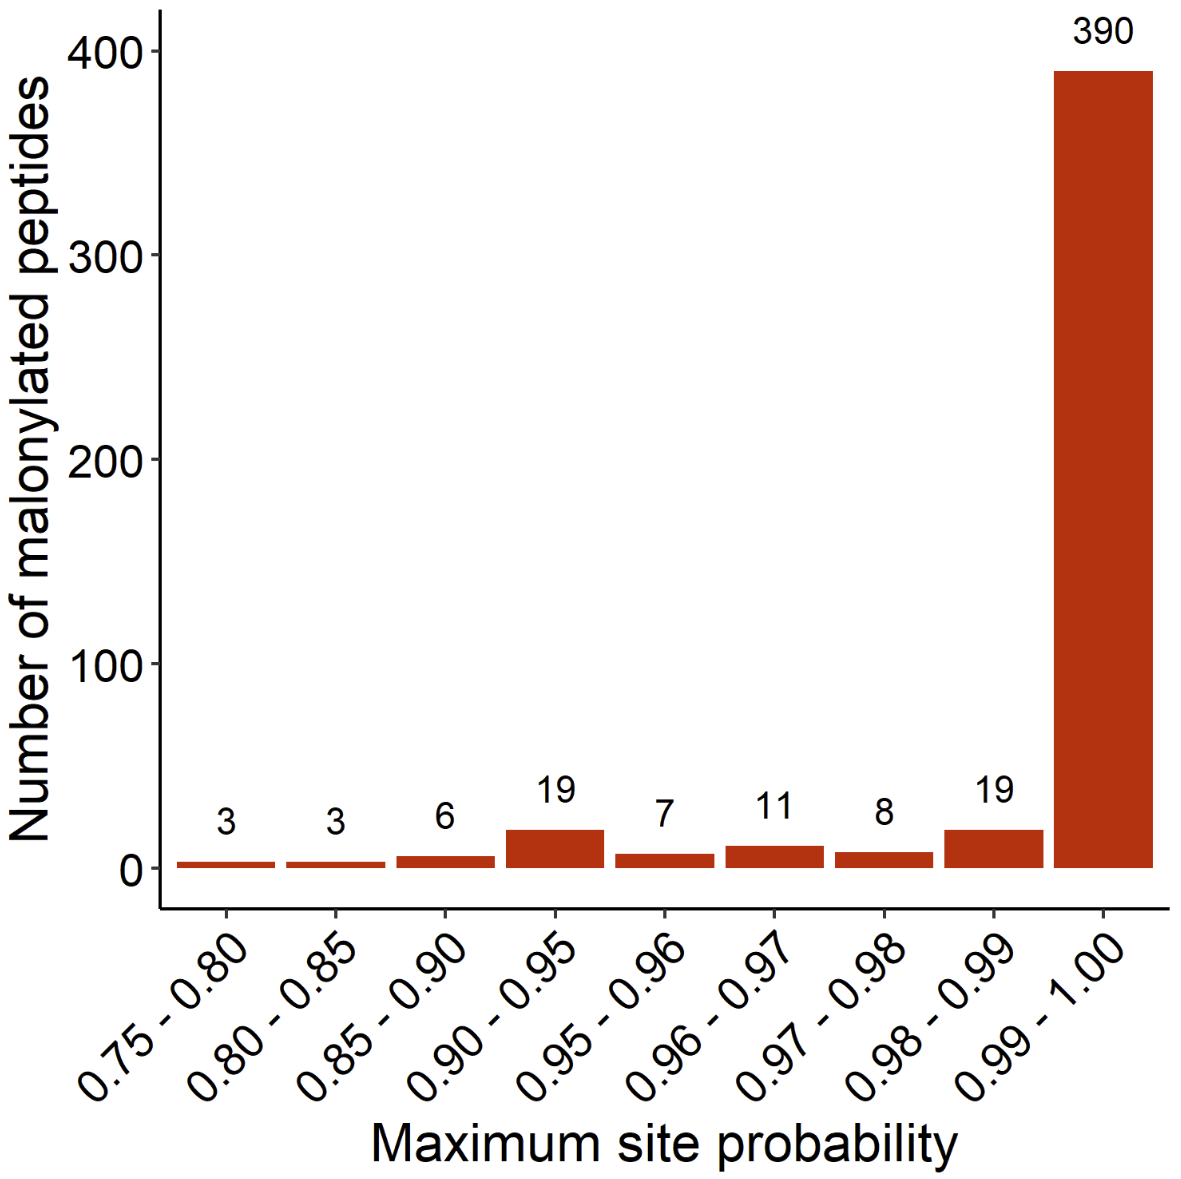 Number of malonylated peptides
400
300
200
100
0
3
3
6
19
7
11
8
19
390
0.75 - 0.80
0.80 - 0.85
0.85 - 0.90
0.90 - 0.95
0.95 - 0.96
0.96 - 0.97
0.97 - 0.98
0.98 - 0.99
0.99 - 1.00
Maximum site probability